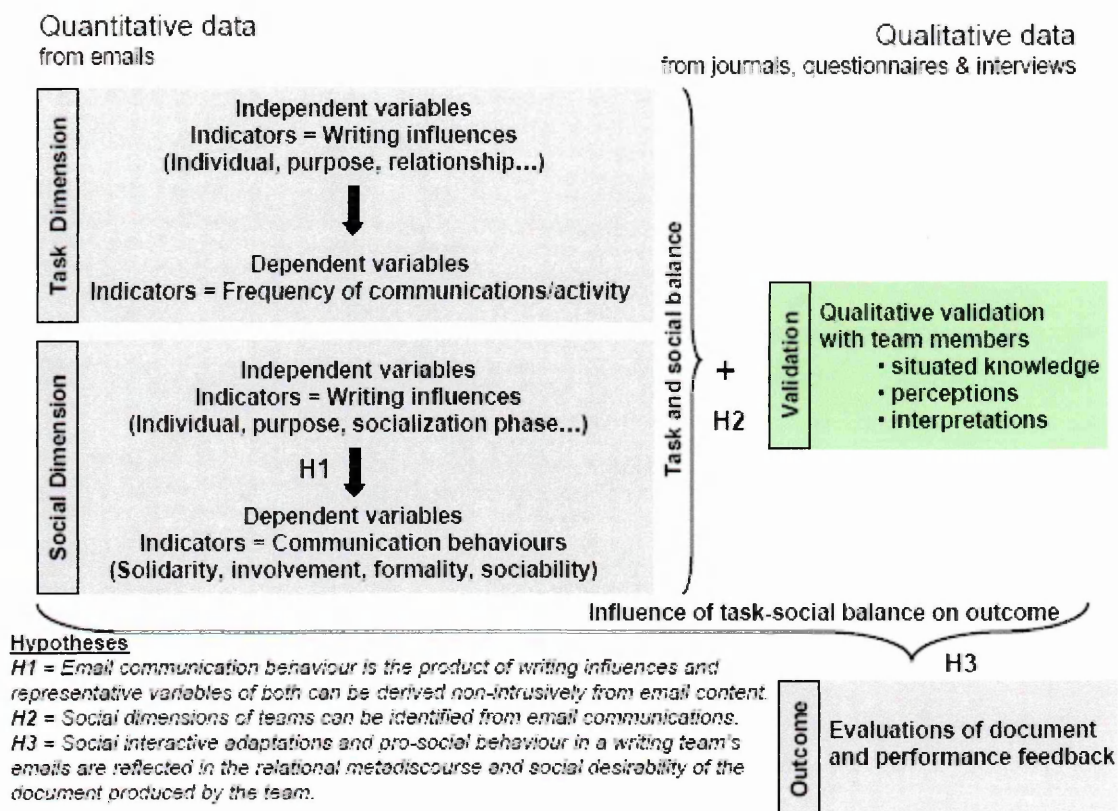 Quantitative data
from emails
Qualitative data
from journals, questionnaires & interviews
Task Dimension
Independent variables
Indicators = Writing influences
(Individual, purpose, relationship...)
Dependent variables
Indicators = Frequency of communications/activity
Social Dimension
Independent variables
Indicators = Writing influences
(Individual, purpose, socialization phase...)
H1
Dependent variables
Indicators = Communication behaviours
(Solidarity, involvement, formality, sociability)
Task and social balance
+
H2
Validation
Qualitative validation
with team members
• situated knowledge
• perceptions
• interpretations
Influence of task-social balance on outcome
H3
Hypotheses
H1 = Email communication behaviour is the product of writing influences and
representative variables of both can be derived non-intrusively from email content.
H2 = Social dimensions of teams can be identified from email communications.
H3 = Social interactive adaptations and pro-social behaviour in a writing team's
emails are reflected in the relational metadiscourse and social desirability of the
document produced by the team.
Outcome
Evaluations of document
and performance feedback